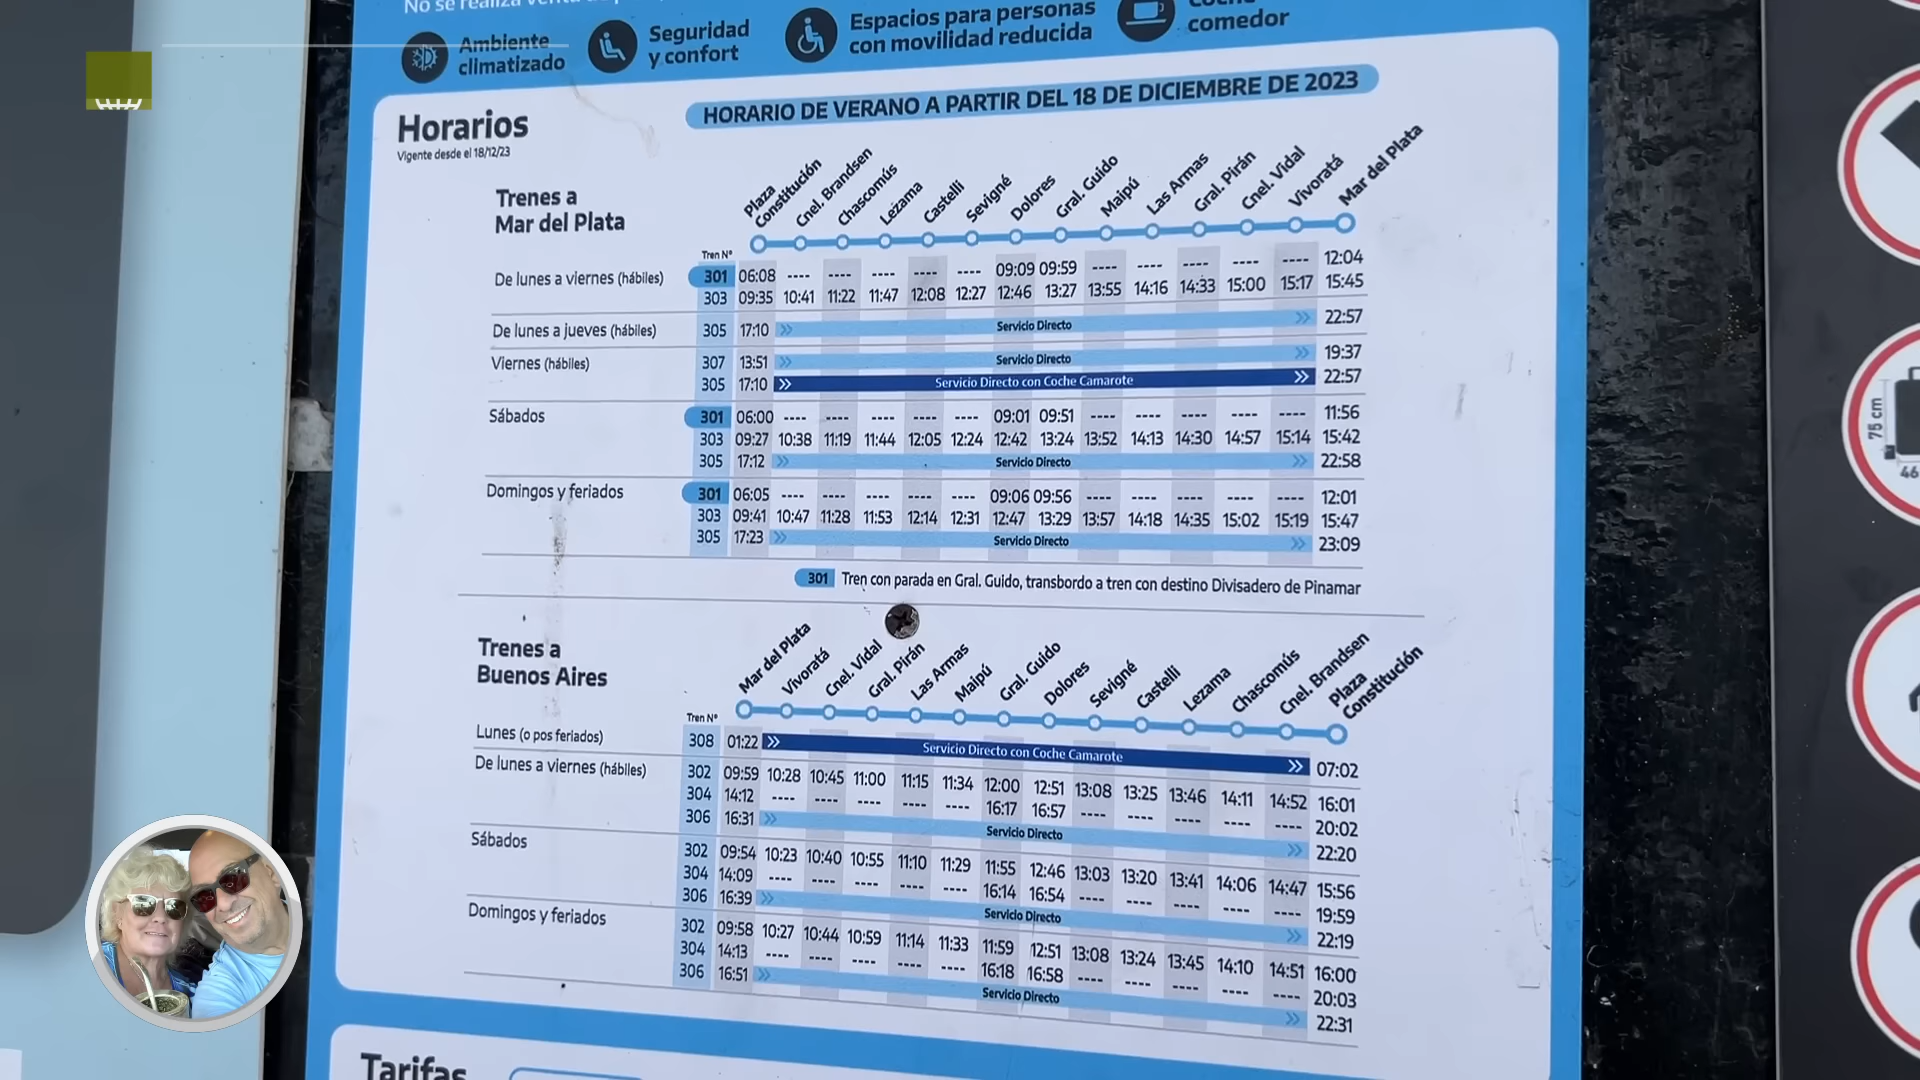 No se realiza
Ambiente
climatizado
Seguridad
y confort
Espacios para personas
con movilidad reducida
comedor
Horarios
Vigente desde el 18/12/23
HORARIO DE VERANO A PARTIR DEL 18 DE DICIEMBRE DE 2023
Trenes a
Mar del Plata
Plaza Constitución Cnel. Brandsen Chascomús Lezama Castelli Sevigné Dolores Gral. Guido Maipú Las Armas Gral. Pirán Cnel. Vidal Vivoratá Mar del Plata
Tren Nº
De lunes a viernes (hábiles) 301 06:08 ---- ---- ---- ---- ---- 09:09 09:59 ---- ---- ---- ---- ---- 12:04
303 09:35 10:41 11:22 11:47 12:08 12:27 12:46 13:27 13:55 14:16 14:33 15:00 15:17 15:45
De lunes a jueves (hábiles) 305 17:10 » Servicio Directo » 22:57
Viernes (hábiles) 307 13:51 » Servicio Directo » 19:37
305 17:10 » Servicio Directo con Coche Camarote » 22:57
Sábados 301 06:00 ---- ---- ---- ---- ---- 09:01 09:51 ---- ---- ---- ---- ---- 11:56
303 09:27 10:38 11:19 11:44 12:05 12:24 12:42 13:24 13:52 14:13 14:30 14:57 15:14 15:42
305 17:12 » Servicio Directo » 22:58
Domingos y feriados 301 06:05 ---- ---- ---- ---- ---- 09:06 09:56 ---- ---- ---- ---- ---- 12:01
303 09:41 10:47 11:28 11:53 12:14 12:31 12:47 13:29 13:57 14:18 14:35 15:02 15:19 15:47
305 17:23 » Servicio Directo » 23:09
301 Tren con parada en Gral. Guido, transbordo a tren con destino Divisadero de Pinamar
Trenes a
Buenos Aires
Mar del Plata Vivoratá Cnel. Vidal Gral. Pirán Las Armas Maipú Gral. Guido Dolores Sevigné Castelli Lezama Chascomús Cnel. Brandsen Plaza Constitución
Tren Nº
Lunes (o pos feriados) 308 01:22 » Servicio Directo con Coche Camarote » 07:02
De lunes a viernes (hábiles) 302 09:59 10:28 10:45 11:00 11:15 11:34 12:00 12:51 13:08 13:25 13:46 14:11 14:52 16:01
304 14:12 ---- ---- ---- ---- ---- 16:17 16:57 ---- ---- ---- ---- ---- 20:02
306 16:31 » Servicio Directo » 22:20
Sábados 302 09:54 10:23 10:40 10:55 11:10 11:29 11:55 12:46 13:03 13:20 13:41 14:06 14:47 15:56
304 14:09 ---- ---- ---- ---- ---- 16:14 16:54 ---- ---- ---- ---- ---- 19:59
306 16:39 » Servicio Directo » 22:19
Domingos y feriados 302 09:58 10:27 10:44 10:59 11:14 11:33 11:59 12:51 13:08 13:24 13:45 14:10 14:51 16:00
304 14:13 ---- ---- ---- ---- ---- 16:18 16:58 ---- ---- ---- ---- ---- 20:03
306 16:51 » Servicio Directo » 22:31
Tarifas
75 cm
46